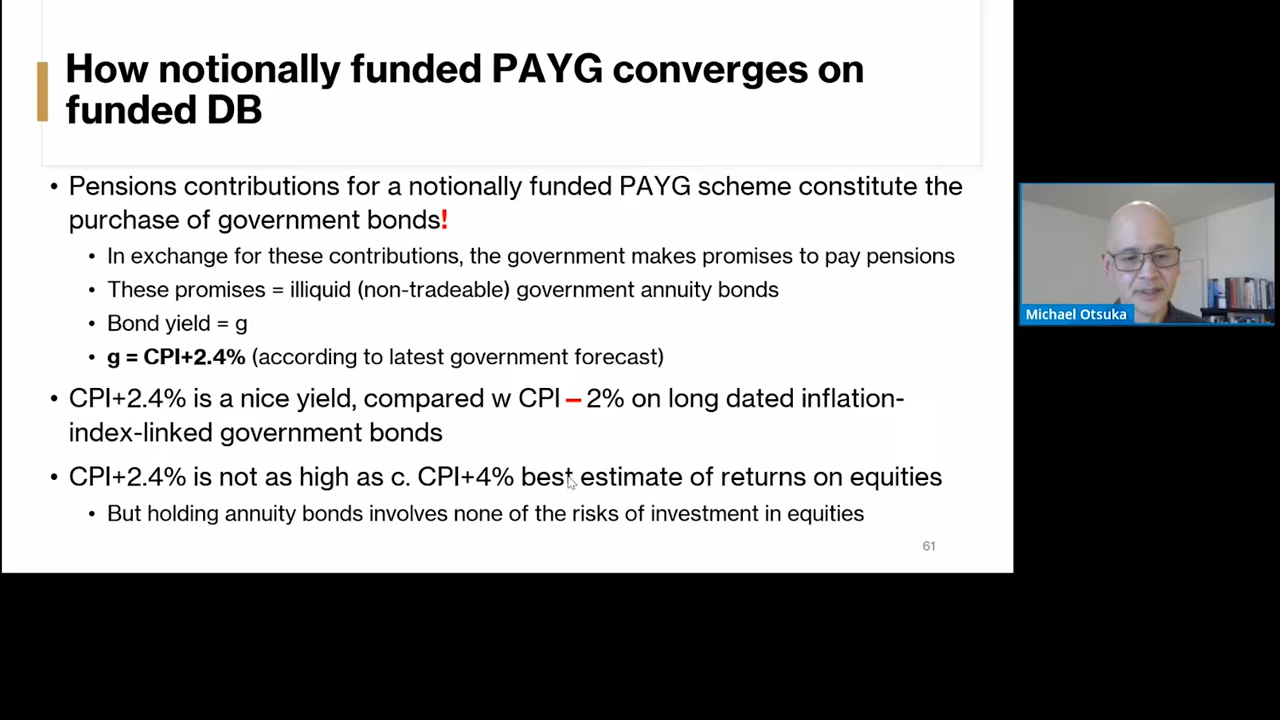 How notionally funded PAYG converges on
funded DB
• Pensions contributions for a notionally funded PAYG scheme constitute the
purchase of government bonds!
• In exchange for these contributions, the government makes promises to pay pensions
• These promises = illiquid (non-tradeable) government annuity bonds
• Bond yield = g
• g = CPI+2.4% (according to latest government forecast)
• CPI+2.4% is a nice yield, compared w CPI – 2% on long dated inflation-
index-linked government bonds
• CPI+2.4% is not as high as c. CPI+4% best estimate of returns on equities
• But holding annuity bonds involves none of the risks of investment in equities
61
Michael Otsuka